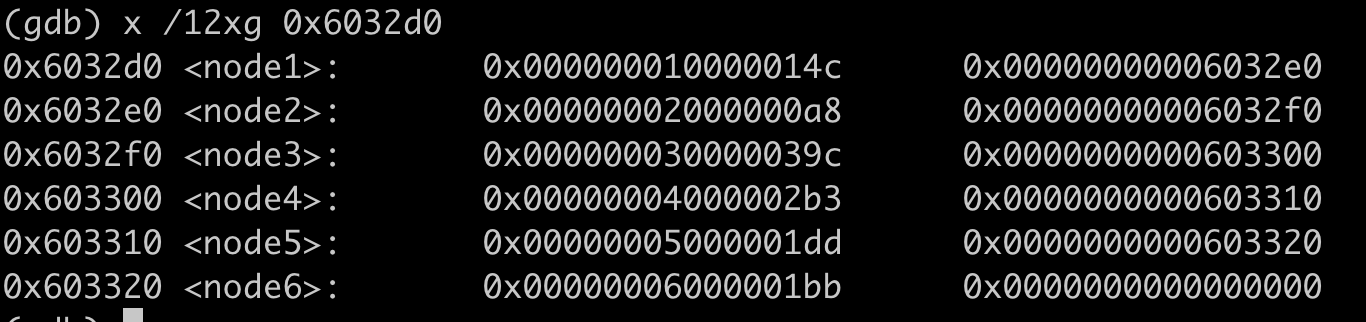 (gdb) x /12xg 0x6032d0
0x6032d0 <node1>: 0x000000010000014c 0x00000000006032e0
0x6032e0 <node2>: 0x00000002000000a8 0x00000000006032f0
0x6032f0 <node3>: 0x000000030000039c 0x0000000000603300
0x603300 <node4>: 0x00000004000002b3 0x0000000000603310
0x603310 <node5>: 0x00000005000001dd 0x0000000000603320
0x603320 <node6>: 0x00000006000001bb 0x0000000000000000
(gdb)